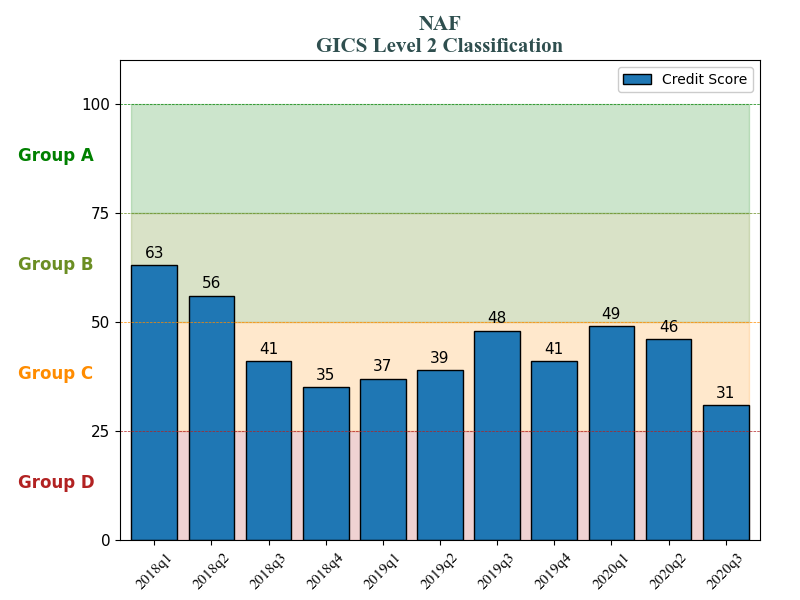 NAF
GICS Level 2 Classification
Credit Score
100
Group A
75
Group B
63
56
50
41
35
37
39
48
41
49
46
31
Group C
25
Group D
0
2018q1
2018q2
2018q3
2018q4
2019q1
2019q2
2019q3
2019q4
2020q1
2020q2
2020q3